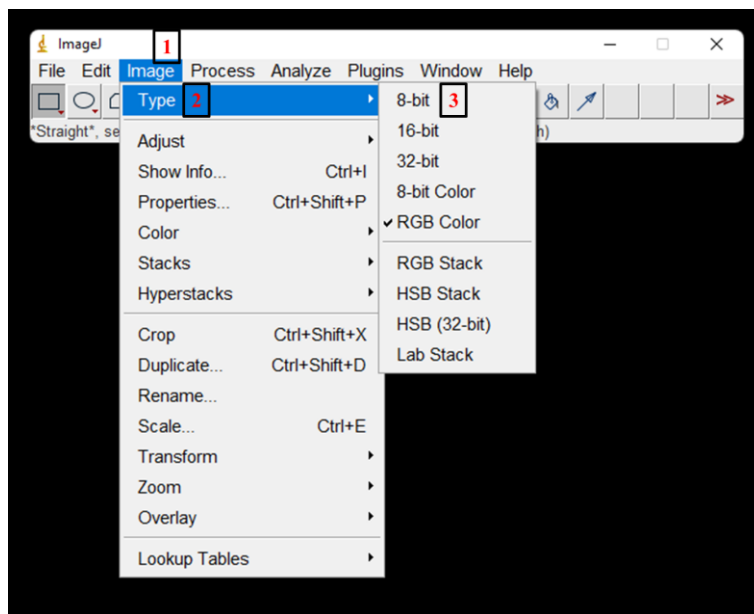 ImageJ
1
File Edit Image Process Analyze Plugins Window Help
*Straight*, se
h)
Type 2
Adjust
Show Info... Ctrl+I
Properties... Ctrl+Shift+P
Color
Stacks
Hyperstacks
Crop Ctrl+Shift+X
Duplicate... Ctrl+Shift+D
Rename...
Scale... Ctrl+E
Transform
Zoom
Overlay
Lookup Tables
8-bit 3
16-bit
32-bit
8-bit Color
RGB Color
RGB Stack
HSB Stack
HSB (32-bit)
Lab Stack